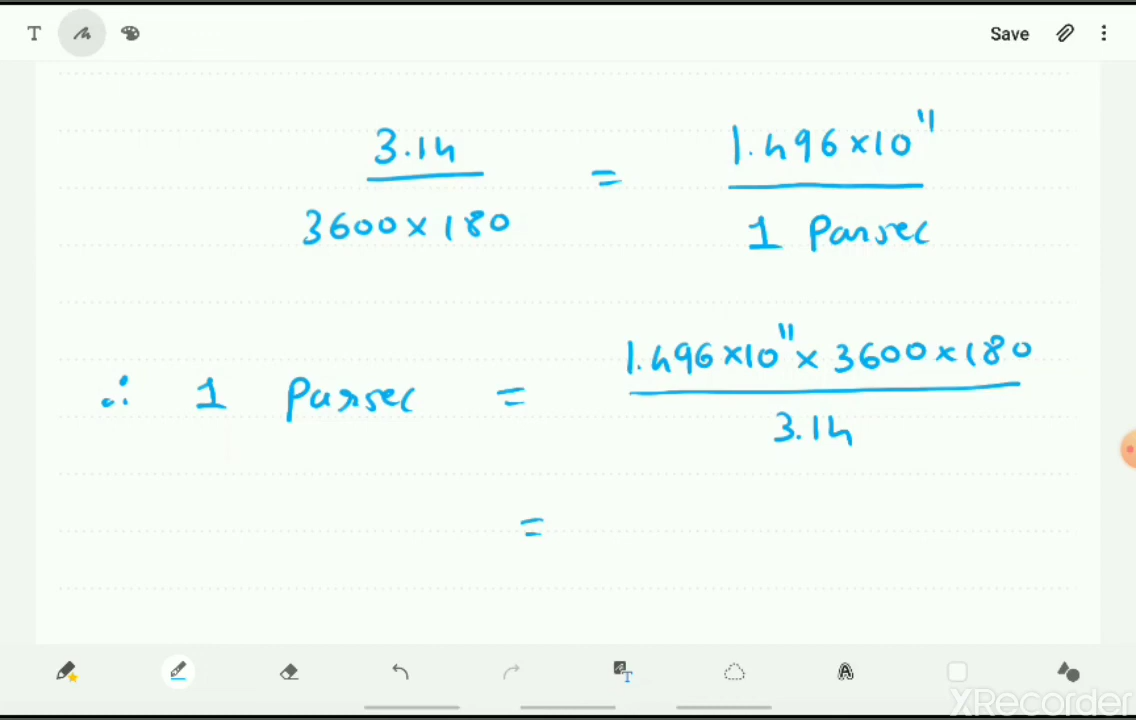 T Save
3.14 / 3600 × 180 = 1.496×10¹¹ / 1 Parsec
∴ 1 Parsec = 1.496×10¹¹ × 3600 × 180 / 3.14
=
XRecorder